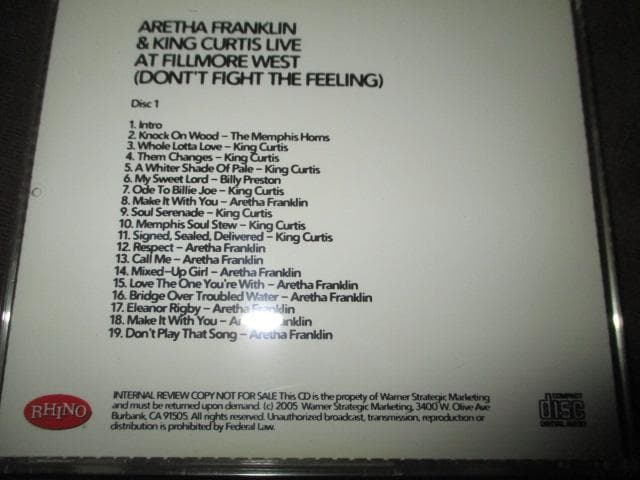 ARETHA FRANKLIN
& KING CURTIS LIVE
AT FILLMORE WEST
(DONT'T FIGHT THE FEELING)
Disc 1
1. Intro
2. Knock On Wood – The Memphis Horns
3. Whole Lotta Love – King Curtis
4. Them Changes – King Curtis
5. A Whiter Shade Of Pale – King Curtis
6. My Sweet Lord – Billy Preston
7. Ode To Billie Joe – King Curtis
8. Make It With You – Aretha Franklin
9. Soul Serenade – King Curtis
10. Memphis Soul Stew – King Curtis
11. Signed, Sealed, Delivered – King Curtis
12. Respect – Aretha Franklin
13. Call Me – Aretha Franklin
14. Mixed-Up Girl – Aretha Franklin
15. Love The One You're With – Aretha Franklin
16. Bridge Over Troubled Water – Aretha Franklin
17. Eleanor Rigby – Aretha Franklin
18. Make It With You – Aretha Franklin
19. Don't Play That Song – Aretha Franklin
RHINO
INTERNAL REVIEW COPY NOT FOR SALE This CD is the propety of Warner Strategic Marketing
and must be returned upon demand. (c) 2005 Warner Strategic Marketing, 3400 W. Olive Ave
Burbank, CA 91505. All rights reserved. Unauthorized broadcast, transmission, reproduction or
distribution is prohibited by Federal Law.
COMPACT
disc
DIGITAL AUDIO